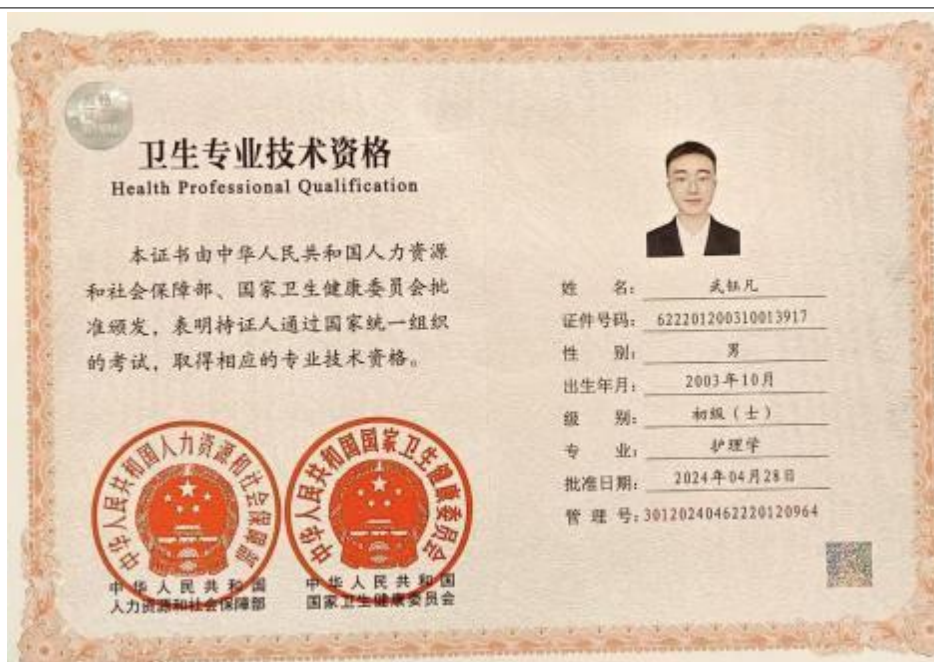 卫生专业技术资格
Health Professional Qualification
本证书由中华人民共和国人力资源
和社会保障部、国家卫生健康委员会批
准颁发，表明持证人通过国家统一组织
的考试，取得相应的专业技术资格。
中华人民共和国人力资源和社会保障部
中华人民共和国国家卫生健康委员会
中华人民共和国
人力资源和社会保障部
中华人民共和国
国家卫生健康委员会
姓 名： 武钰凡
证件号码： 622201200310013917
性 别： 男
出生年月： 2003年10月
级 别： 初级（士）
专 业： 护理学
批准日期： 2024年04月28日
管 理 号：30120240462220120964